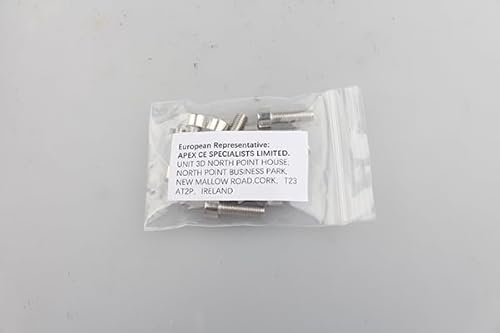 European Representative:
APEX CE SPECIALISTS LIMITED.
UNIT 3D NORTH POINT HOUSE,
NORTH POINT BUSINESS PARK,
NEW MALLOW ROAD,CORK, T23
AT2P, IRELAND